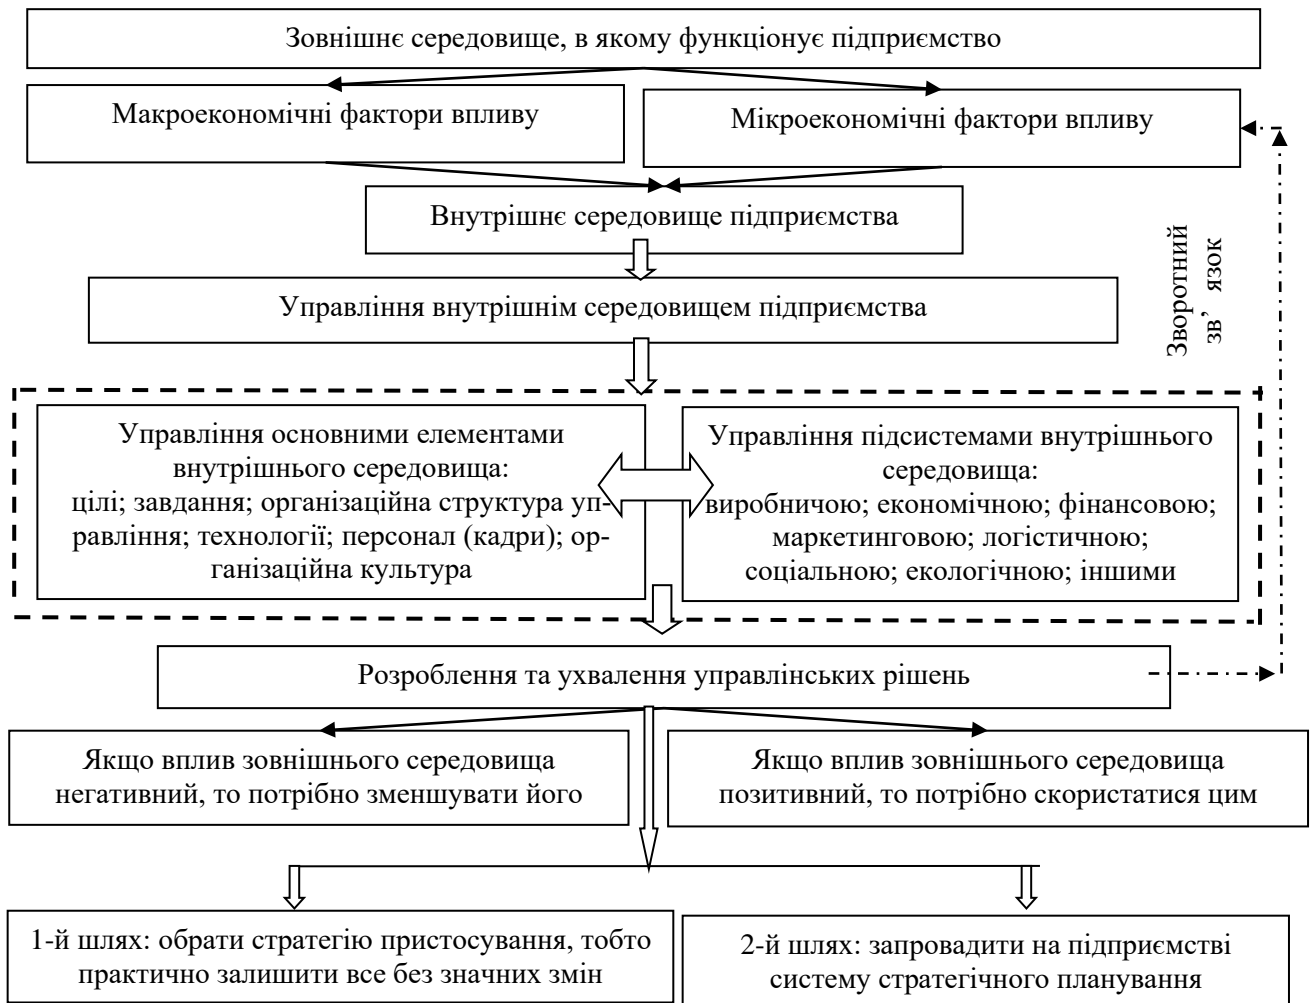 Зовнішнє середовище, в якому функціонує підприємство
Макроекономічні фактори впливу
Мікроекономічні фактори впливу
Внутрішнє середовище підприємства
Управління внутрішнім середовищем підприємства
Зворотний
зв’ язок
Управління основними елементами
внутрішнього середовища:
цілі; завдання; організаційна структура уп-
равління; технології; персонал (кадри); ор-
ганізаційна культура
Управління підсистемами внутрішнього
середовища:
виробничою; економічною; фінансовою;
маркетинговою; логістичною;
соціальною; екологічною; іншими
Розроблення та ухвалення управлінських рішень
Якщо вплив зовнішнього середовища
негативний, то потрібно зменшувати його
Якщо вплив зовнішнього середовища
позитивний, то потрібно скористатися цим
1-й шлях: обрати стратегію пристосування, тобто
практично залишити все без значних змін
2-й шлях: запровадити на підприємстві
систему стратегічного планування